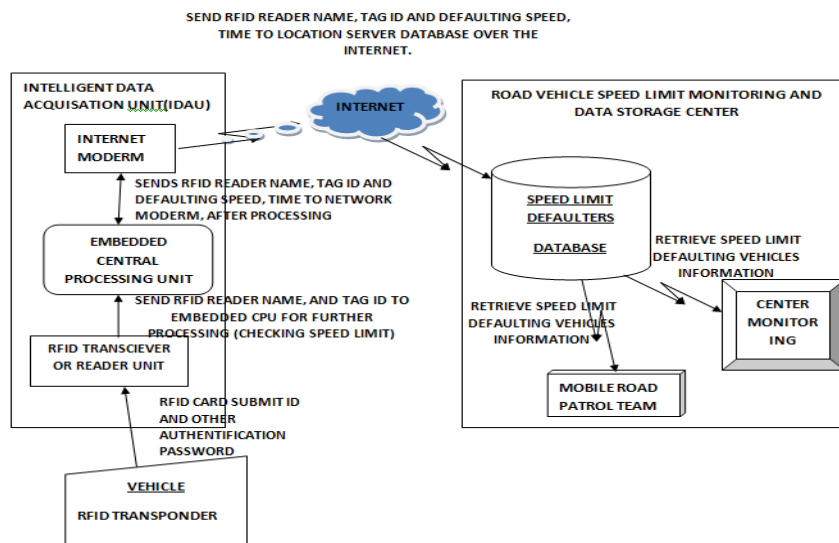 SEND RFID READER NAME, TAG ID AND DEFAULTING SPEED,
TIME TO LOCATION SERVER DATABASE OVER THE
INTERNET.
INTELLIGENT DATA
ACQUISATION UNIT(IDAU)
INTERNET
MODERM
SENDS RFID READER NAME, TAG ID AND
DEFAULTING SPEED, TIME TO NETWORK
MODERM, AFTER PROCESSING
EMBEDDED
CENTRAL
PROCESSING UNIT
SEND RFID READER NAME, AND TAG ID TO
EMBEDDED CPU FOR FURTHER
PROCESSING (CHECKING SPEED LIMIT)
RFID TRANSCIEVER
OR READER UNIT
RFID CARD SUBMIT ID
AND OTHER
AUTHENTIFICATION
PASSWORD
VEHICLE
RFID TRANSPONDER
INTERNET
ROAD VEHICLE SPEED LIMIT MONITORING AND
DATA STORAGE CENTER
SPEED LIMIT
DEFAULTERS
DATABASE
RETRIEVE SPEED LIMIT
DEFAULTING VEHICLES
INFORMATION
CENTER
MONITOR
ING
RETRIEVE SPEED LIMIT
DEFAULTING VEHICLES
INFORMATION
MOBILE ROAD
PATROL TEAM